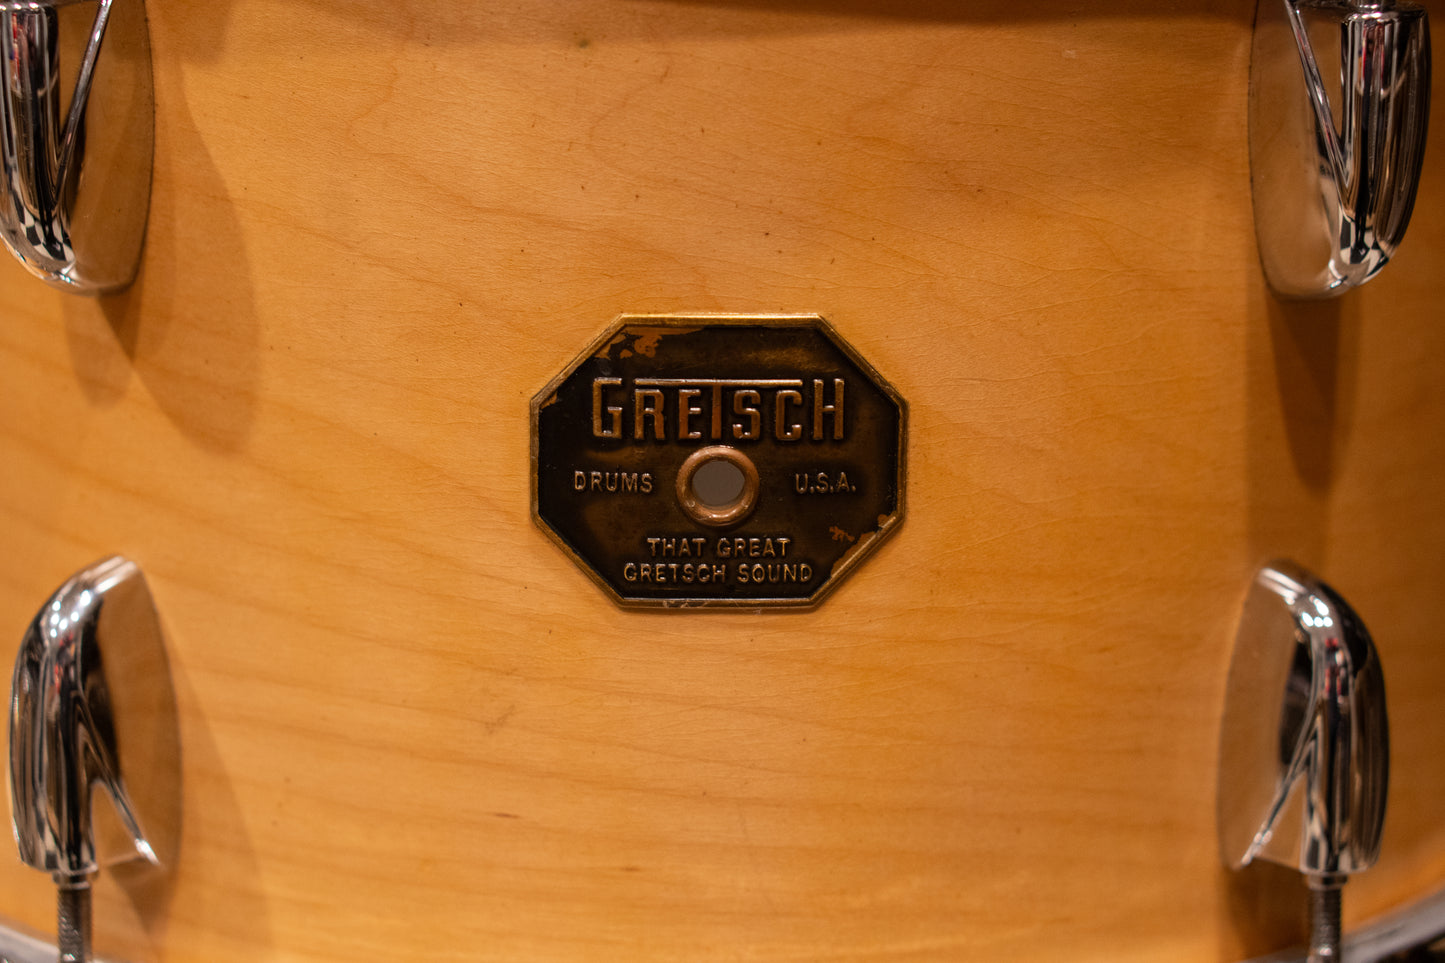 GRETSCH
DRUMS U.S.A.
THAT GREAT
GRETSCH SOUND